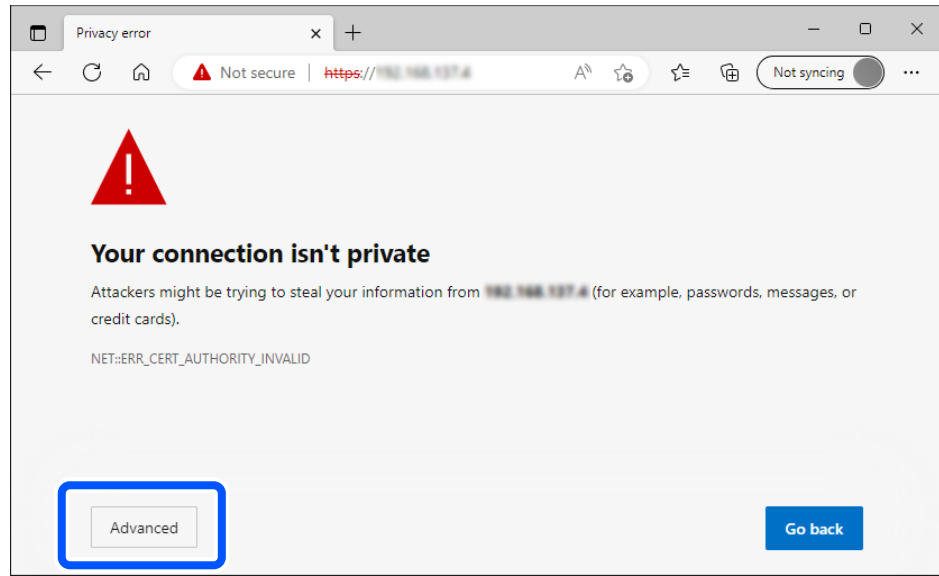 Privacy error
Not secure | https://
Not syncing
Your connection isn't private
Attackers might be trying to steal your information from (for example, passwords, messages, or
credit cards).
NET::ERR_CERT_AUTHORITY_INVALID
Advanced
Go back